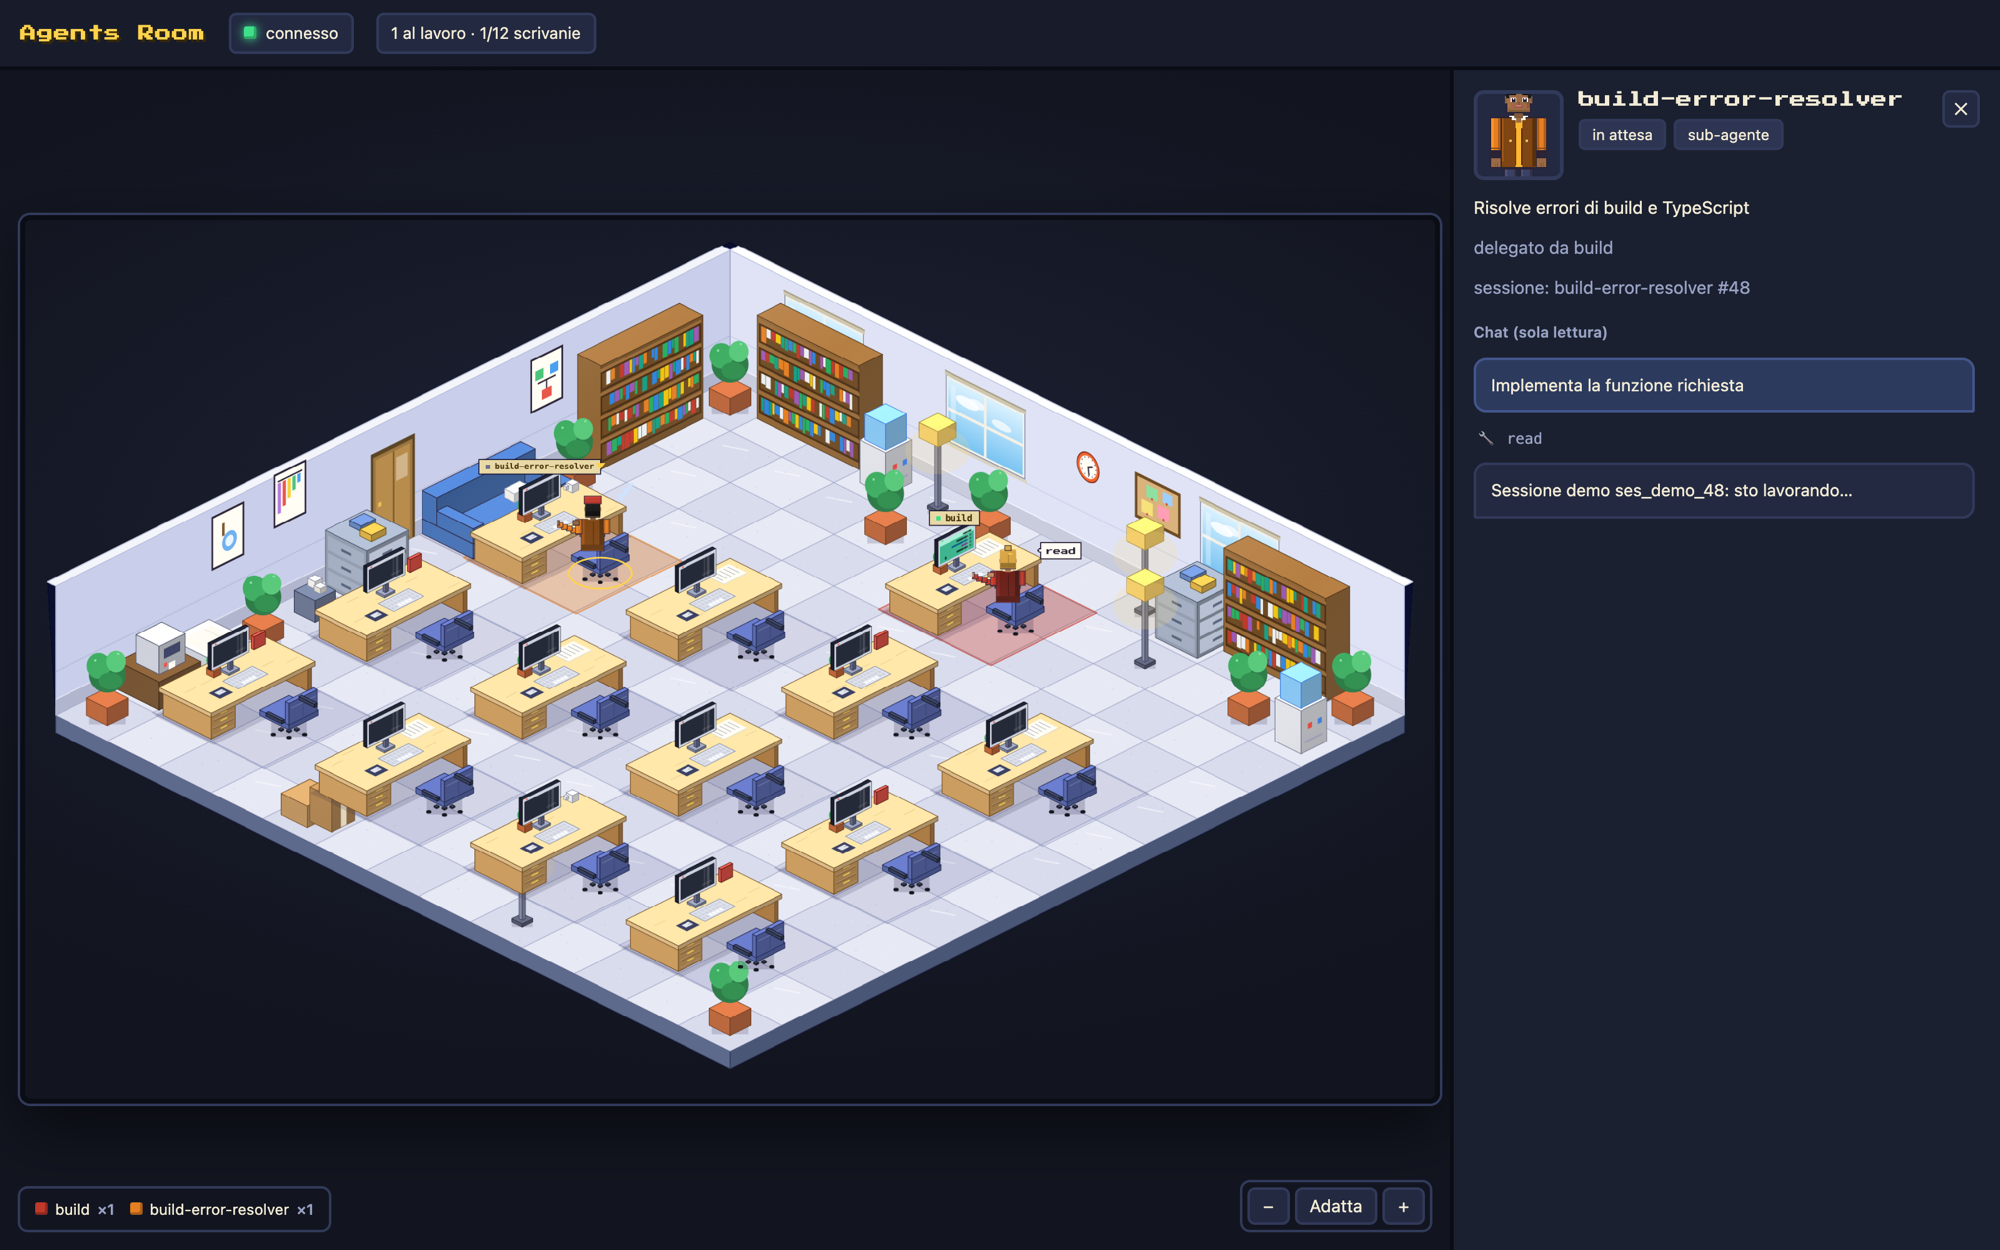 Agents Room
connesso
1 al lavoro · 1/12 scrivanie
build-error-resolver
in attesa
sub-agente
Risolve errori di build e TypeScript
delegato da build
sessione: build-error-resolver #48
Chat (sola lettura)
Implementa la funzione richiesta
read
Sessione demo ses_demo_48: sto lavorando...
build-error-resolver
build
read
build ×1
build-error-resolver ×1
−
Adatta
+